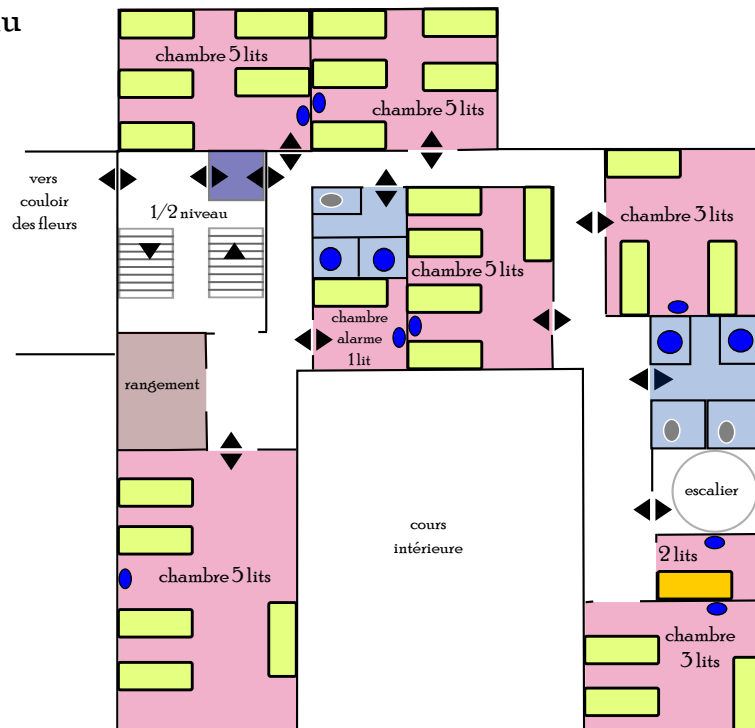 chambre 5 lits
chambre 5 lits
vers
couloir
des fleurs
1/2 niveau
chambre 3 lits
chambre 5 lits
chambre
alarme
1 lit
rangement
escalier
cours
intérieure
2 lits
chambre 5 lits
chambre
3 lits